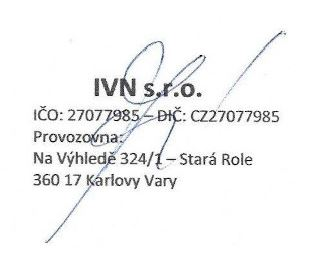 IVN s.r.o.
IČO: 27077985 – DIČ: CZ27077985
Provozovna:
Na Výhledě 324/1 – Stará Role
360 17 Karlovy Vary